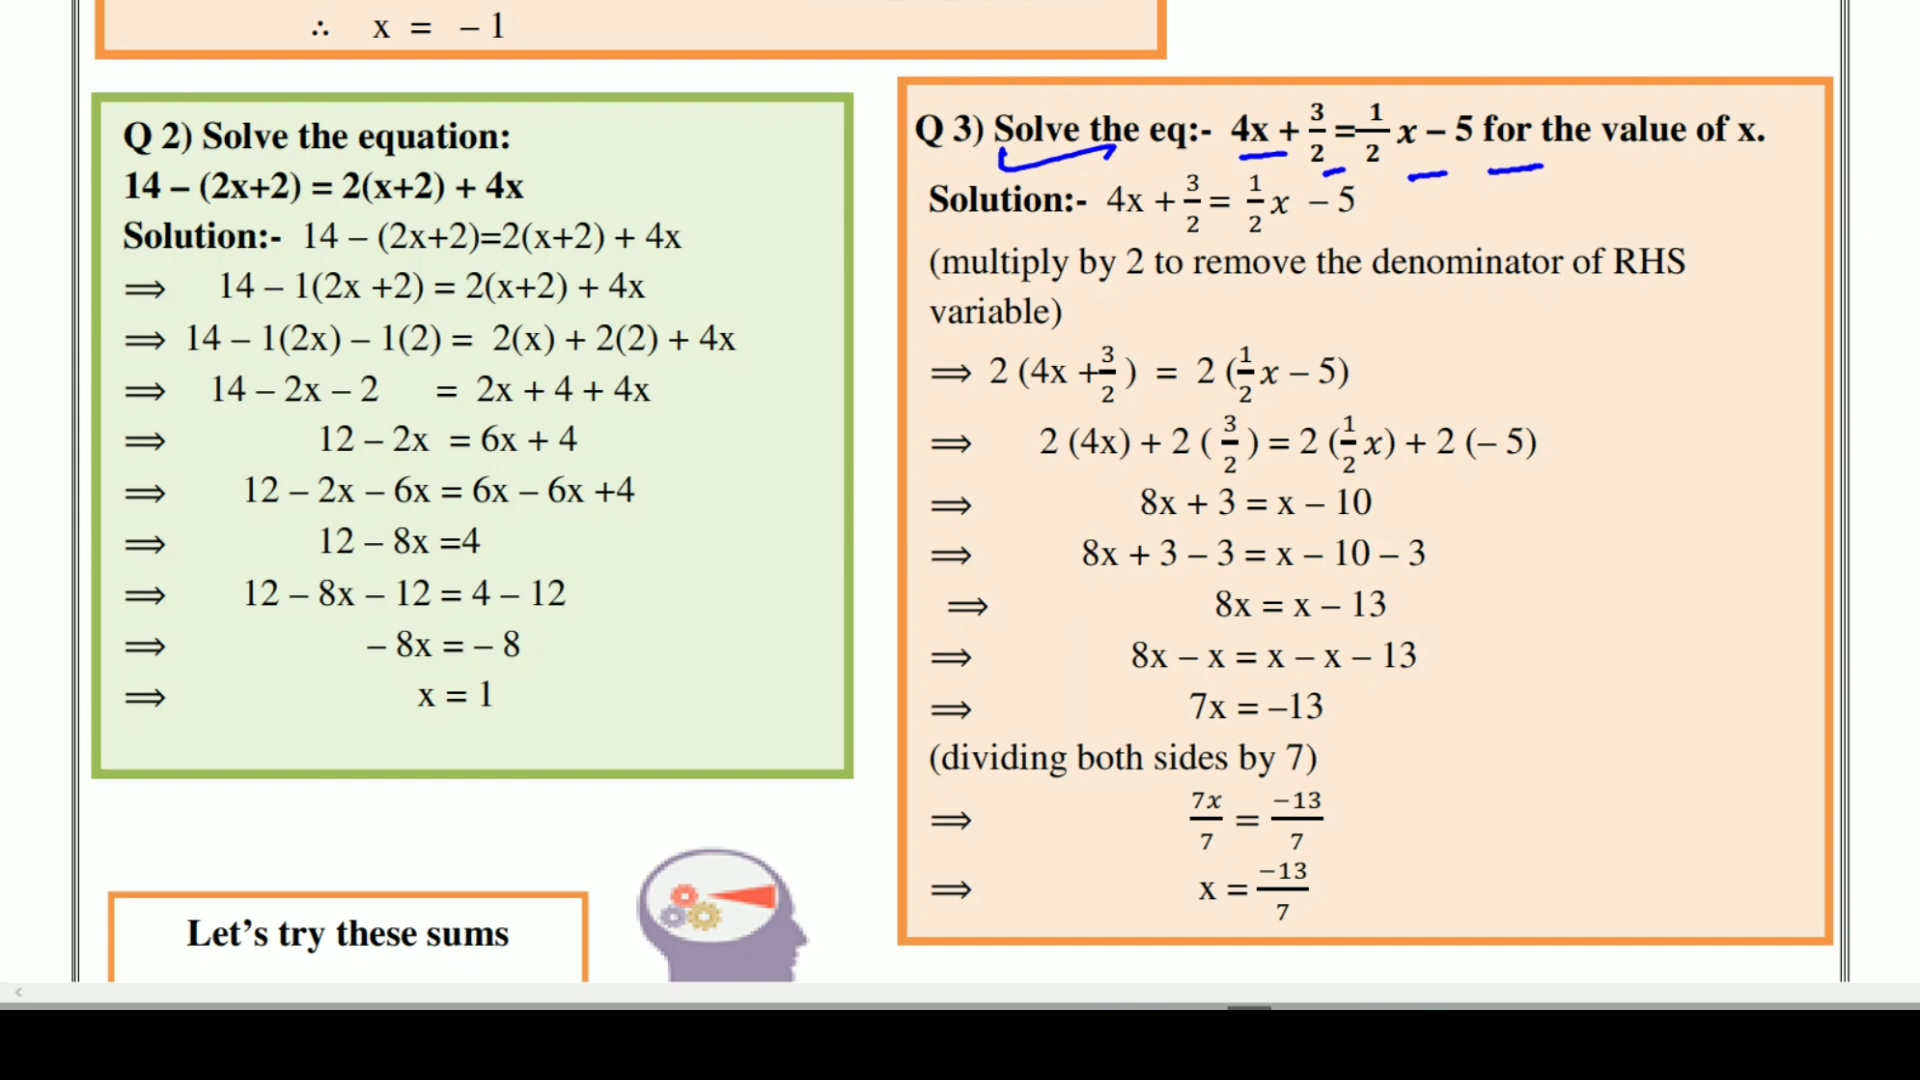 ∴ x = – 1
Q 2) Solve the equation:
14 – (2x+2) = 2(x+2) + 4x
Solution:- 14 – (2x+2)=2(x+2) + 4x
⟹ 14 – 1(2x +2) = 2(x+2) + 4x
⟹ 14 – 1(2x) – 1(2) = 2(x) + 2(2) + 4x
⟹ 14 – 2x – 2 = 2x + 4 + 4x
⟹ 12 – 2x = 6x + 4
⟹ 12 – 2x – 6x = 6x – 6x +4
⟹ 12 – 8x =4
⟹ 12 – 8x – 12 = 4 – 12
⟹ – 8x = – 8
⟹ x = 1
Let’s try these sums
Q 3) Solve the eq:- 4x + 3/2 = 1/2 x – 5 for the value of x.
Solution:- 4x + 3/2 = 1/2 x – 5
(multiply by 2 to remove the denominator of RHS
variable)
⟹ 2 (4x + 3/2 ) = 2 (1/2 x – 5)
⟹ 2 (4x) + 2 ( 3/2 ) = 2 (1/2 x) + 2 (– 5)
⟹ 8x + 3 = x – 10
⟹ 8x + 3 – 3 = x – 10 – 3
⟹ 8x = x – 13
⟹ 8x – x = x – x – 13
⟹ 7x = –13
(dividing both sides by 7)
⟹ 7x/7 = −13/7
⟹ x = −13/7